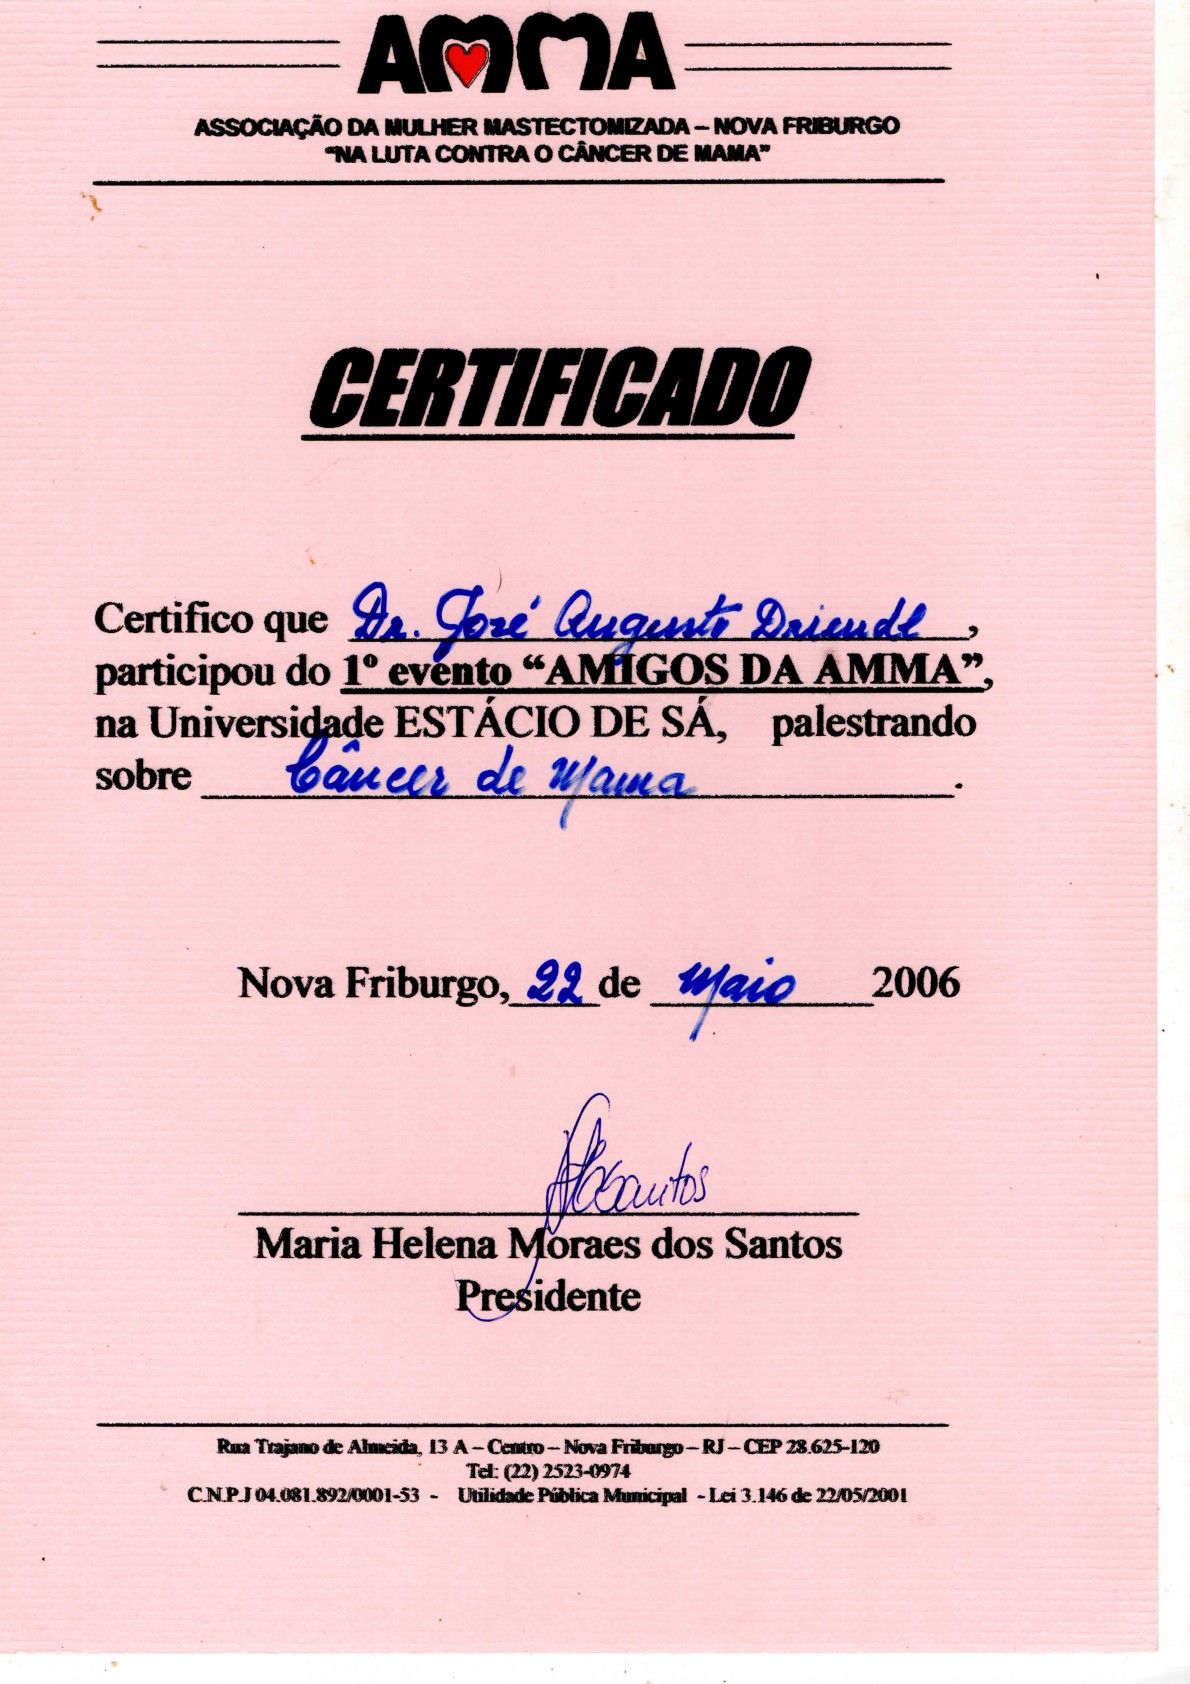 AMMA
ASSOCIAÇÃO DA MULHER MASTECTOMIZADA – NOVA FRIBURGO
"NA LUTA CONTRA O CÂNCER DE MAMA"
CERTIFICADO
Certifico que Dr. José Augusto Driendl,
participou do 1º evento “AMIGOS DA AMMA”,
na Universidade ESTÁCIO DE SÁ, palestrando
sobre Câncer de Mama.
Nova Friburgo, 22 de Maio 2006
Santos
Maria Helena Moraes dos Santos
Presidente
Rua Trajano de Almeida, 13 A – Centro – Nova Friburgo – RJ – CEP 28.625-120
Tel: (22) 2523-0974
C.N.P.J 04.081.892/0001-53 - Utilidade Pública Municipal - Lei 3.146 de 22/05/2001